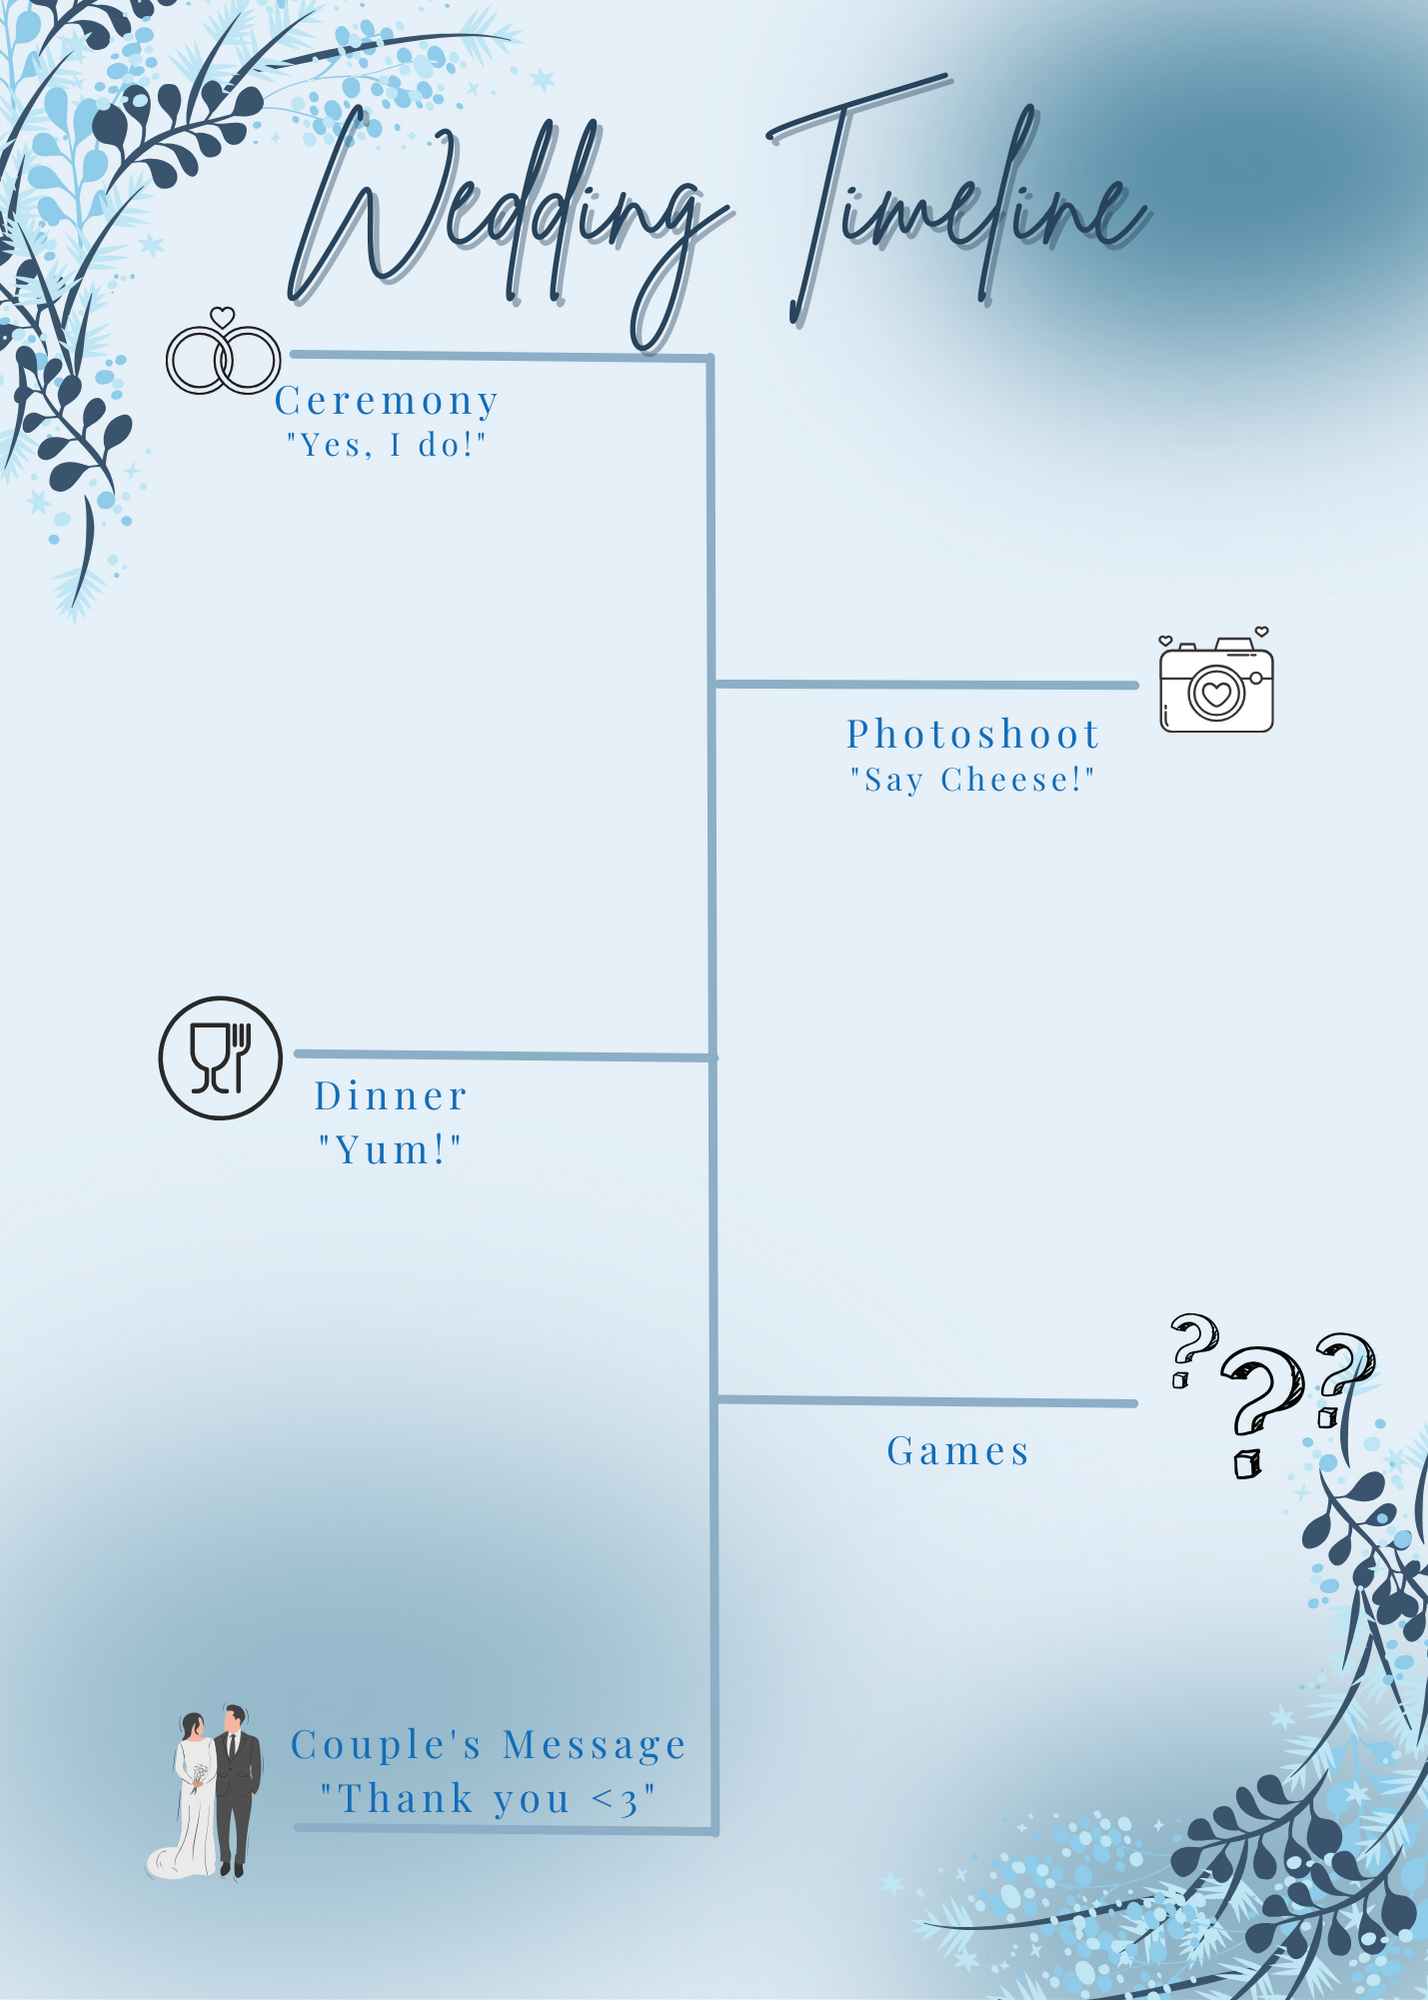 Wedding Timeline
Ceremony
"Yes, I do!"
Photoshoot
"Say Cheese!"
Dinner
"Yum!"
???
Games
Couple's Message
"Thank you <3"